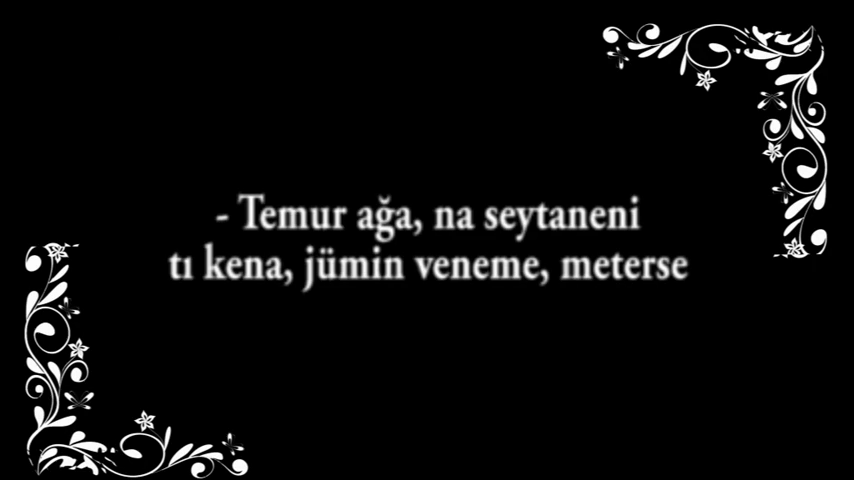 - Temur ağa, na seytaneni
tı kena, jümin veneme, meterse